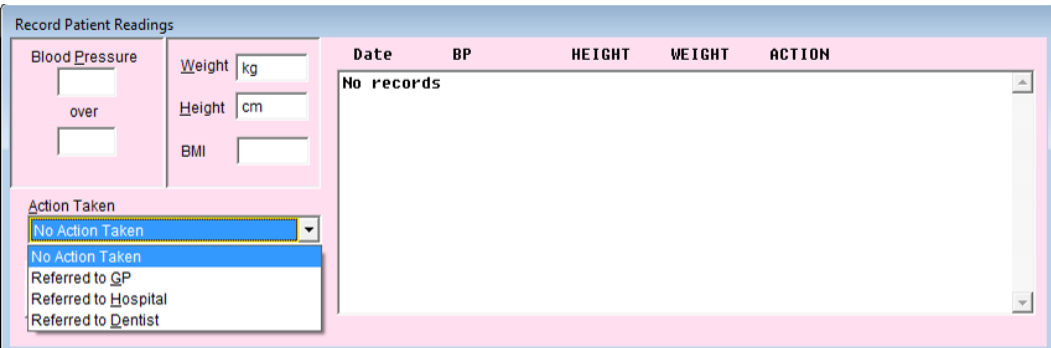 Record Patient Readings
Blood Pressure
over
Weight kg
Height cm
BMI
Action Taken
No Action Taken
No Action Taken
Referred to GP
Referred to Hospital
Referred to Dentist
Date BP HEIGHT WEIGHT ACTION
No records